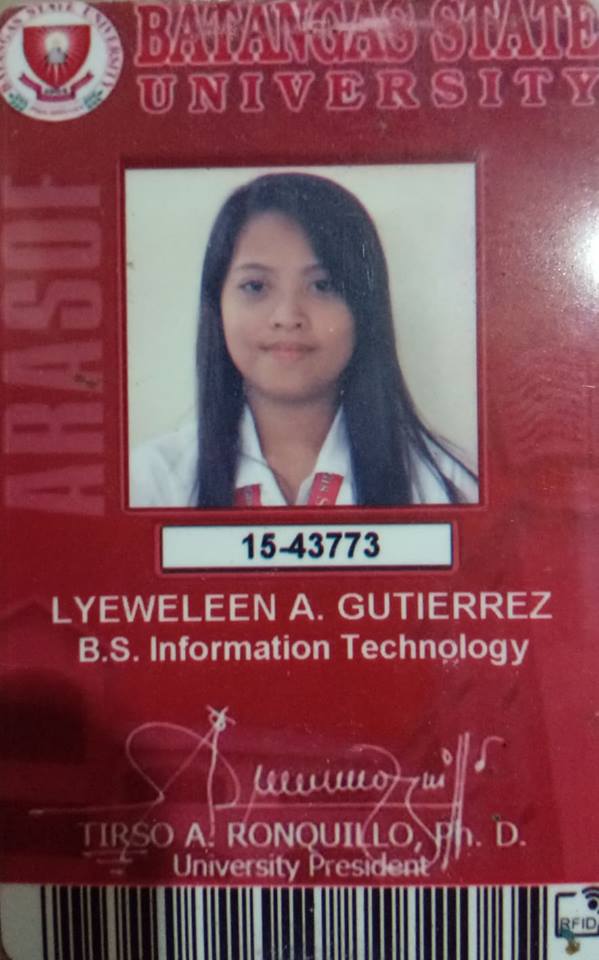 BATANGAS STATE
UNIVERSITY
ARASOF
15-43773
LYEWELEEN A. GUTIERREZ
B.S. Information Technology
TIRSO A. RONQUILLO, Ph. D.
University President
RFID